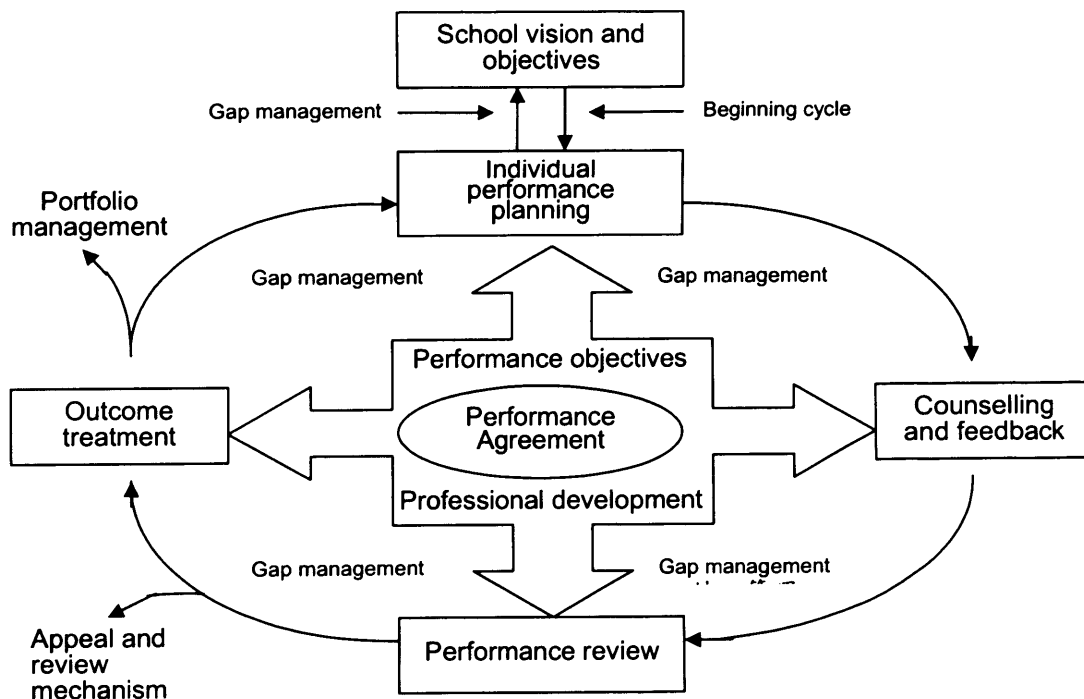 School vision and
objectives
Gap management
Beginning cycle
Individual
performance
planning
Portfolio
management
Gap management
Gap management
Performance objectives
Outcome
treatment
Performance
Agreement
Counselling
and feedback
Professional development
Gap management
Gap management
Appeal and
review
mechanism
Performance review